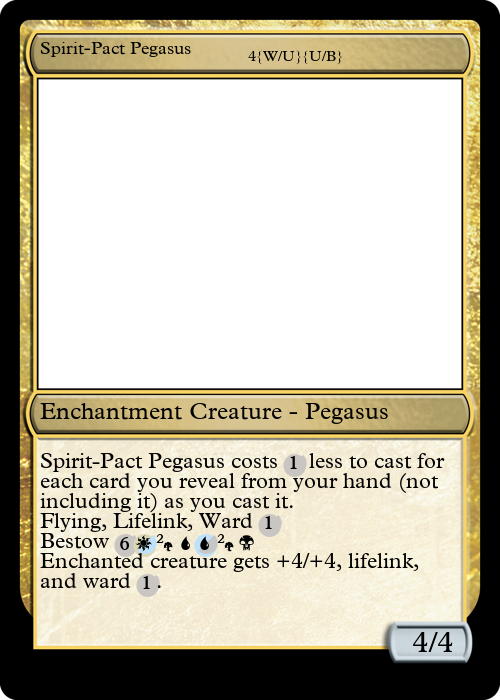 Spirit-Pact Pegasus 4{W/U}{U/B}
Enchantment Creature - Pegasus
Spirit-Pact Pegasus costs 1 less to cast for
each card you reveal from your hand (not
including it) as you cast it.
Flying, Lifelink, Ward 1
Bestow 6 2 2
Enchanted creature gets +4/+4, lifelink,
and ward 1.
4/4